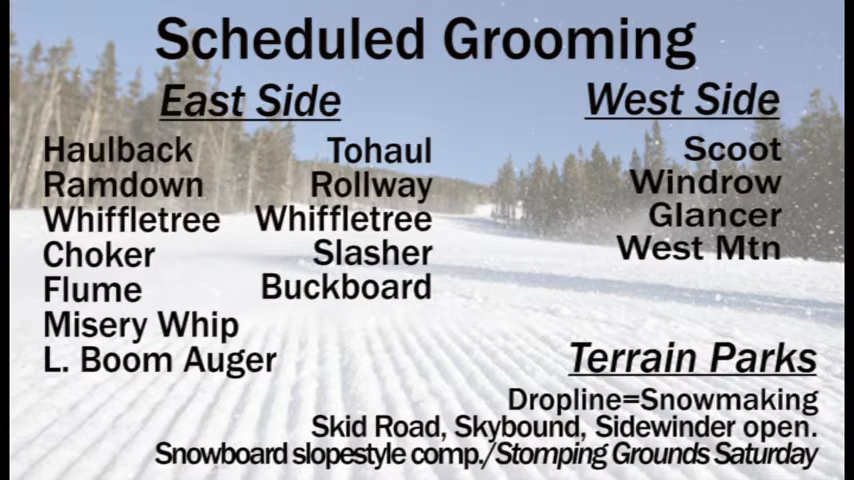 Scheduled Grooming
East Side
Haulback
Ramdown
Whiffletree
Choker
Flume
Misery Whip
L. Boom Auger
Tohaul
Rollway
Whiffletree
Slasher
Buckboard
West Side
Scoot
Windrow
Glancer
West Mtn
Terrain Parks
Dropline=Snowmaking
Skid Road, Skybound, Sidewinder open.
Snowboard slopestyle comp./Stomping Grounds Saturday